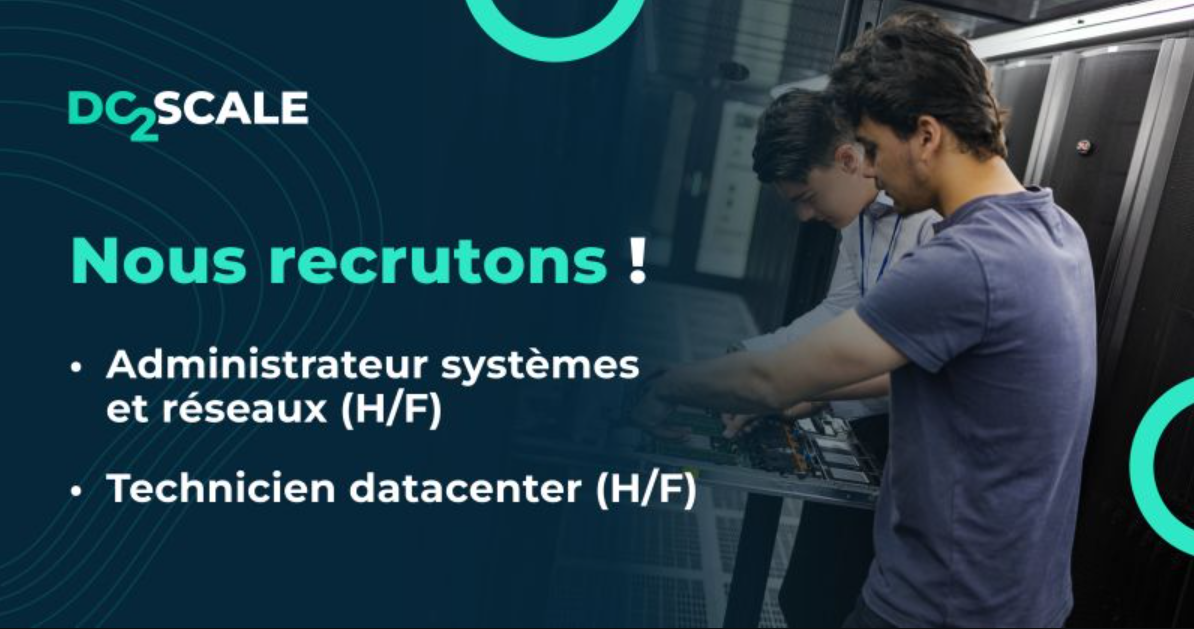 DC2SCALE
Nous recrutons !
• Administrateur systèmes
et réseaux (H/F)
• Technicien datacenter (H/F)